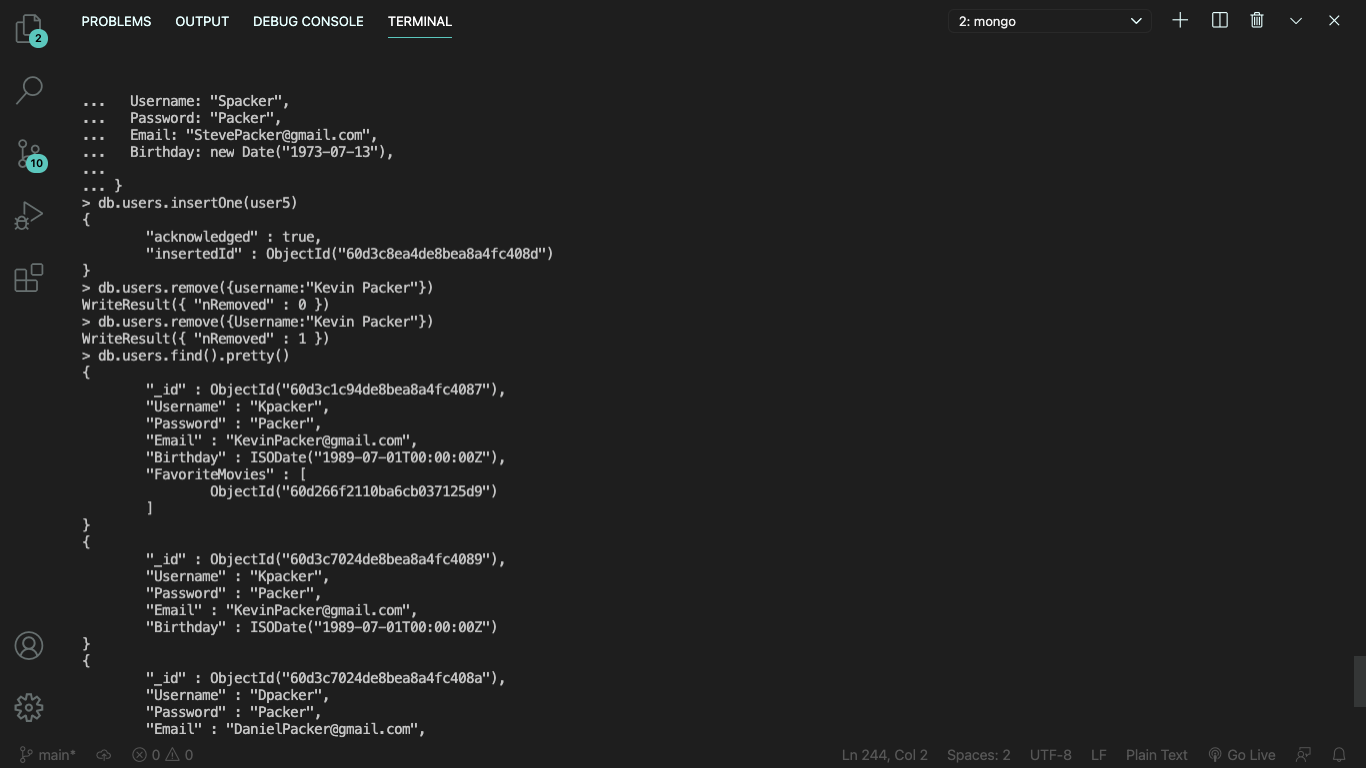 PROBLEMS OUTPUT DEBUG CONSOLE TERMINAL 2: mongo
2
10
... Username: "Spacker",
... Password: "Packer",
... Email: "StevePacker@gmail.com",
... Birthday: new Date("1973-07-13"),
...
... }
> db.users.insertOne(user5)
{
"acknowledged" : true,
"insertedId" : ObjectId("60d3c8ea4de8bea8a4fc408d")
}
> db.users.remove({username:"Kevin Packer"})
WriteResult({ "nRemoved" : 0 })
> db.users.remove({Username:"Kevin Packer"})
WriteResult({ "nRemoved" : 1 })
> db.users.find().pretty()
{
"_id" : ObjectId("60d3c1c94de8bea8a4fc4087"),
"Username" : "Kpacker",
"Password" : "Packer",
"Email" : "KevinPacker@gmail.com",
"Birthday" : ISODate("1989-07-01T00:00:00Z"),
"FavoriteMovies" : [
ObjectId("60d266f2110ba6cb037125d9")
]
}
{
"_id" : ObjectId("60d3c7024de8bea8a4fc4089"),
"Username" : "Kpacker",
"Password" : "Packer",
"Email" : "KevinPacker@gmail.com",
"Birthday" : ISODate("1989-07-01T00:00:00Z")
}
{
"_id" : ObjectId("60d3c7024de8bea8a4fc408a"),
"Username" : "Dpacker",
"Password" : "Packer",
"Email" : "DanielPacker@gmail.com",
main* 0 0 Ln 244, Col 2 Spaces: 2 UTF-8 LF Plain Text Go Live